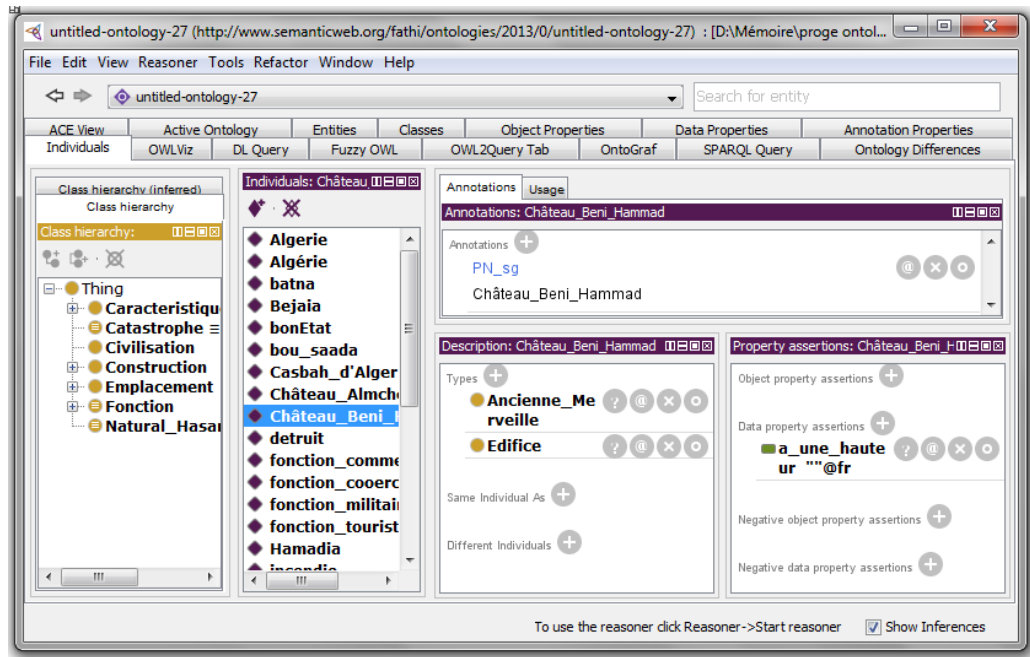 untitled-ontology-27 (http://www.semanticweb.org/fathi/ontologies/2013/0/untitled-ontology-27) : [D:\Mémoire\proge ontol...
File Edit View Reasoner Tools Refactor Window Help
untitled-ontology-27
Search for entity
ACE View Active Ontology Entities Classes Object Properties Data Properties Annotation Properties
Individuals OWLViz DL Query Fuzzy OWL OWL2Query Tab OntoGraf SPARQL Query Ontology Differences
Class hierarchy (inferred)
Class hierarchy
Class hierarchy:
Thing
Caracteristiqu
Catastrophe ≡
Civilisation
Construction
Emplacement
Fonction
Natural_Hasar
Individuals: Château_
Algerie
Algérie
batna
Bejaia
bonEtat
bou_saada
Casbah_d'Alger
Château_Almch
Château_Beni_H
detruit
fonction_comme
fonction_cooerc
fonction_militai
fonction_tourist
Hamadia
incendie
Annotations Usage
Annotations: Château_Beni_Hammad
Annotations
PN_sg
Château_Beni_Hammad
Description: Château_Beni_Hammad
Types
Ancienne_Me
rveille
Edifice
Same Individual As
Different Individuals
Property assertions: Château_Beni_H
Object property assertions
Data property assertions
a_une_haute
ur ""@fr
Negative object property assertions
Negative data property assertions
To use the reasoner click Reasoner->Start reasoner Show Inferences